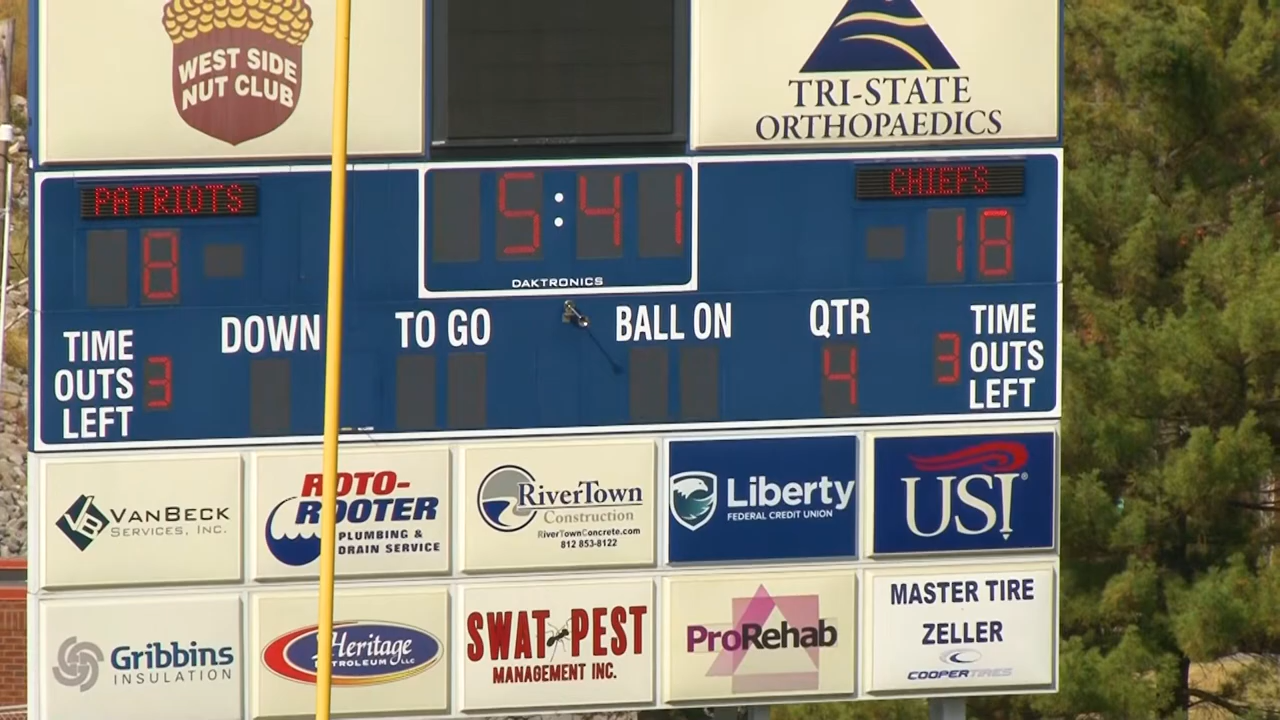 WEST SIDE
NUT CLUB
TRI-STATE
ORTHOPAEDICS
PATRIOTS
5:41
CHIEFS
8
18
DAKTRONICS
TIME
OUTS
LEFT
3
DOWN
TO GO
BALL ON
QTR
4
3
TIME
OUTS
LEFT
VB
VANBECK
SERVICES, INC.
ROTO-
ROOTER
PLUMBING &
DRAIN SERVICE
RiverTown
Construction
RiverTownConcrete.com
812 853-8122
Liberty
FEDERAL CREDIT UNION
USI
Gribbins
INSULATION
Heritage
PETROLEUM LLC
SWAT PEST
MANAGEMENT INC.
ProRehab
MASTER TIRE
ZELLER
COOPERTIRES